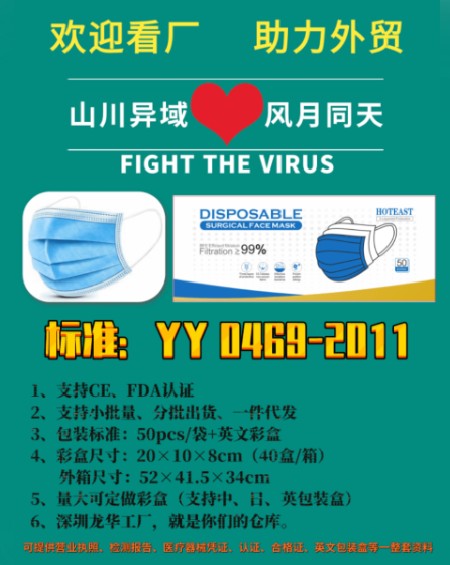 欢迎看厂 助力外贸
山川异域 风月同天
FIGHT THE VIRUS
DISPOSABLE
SURGICAL FACE MASK
HOTEAST
Filtration ≥ 99%
50
标准：YY 0469-2011
1、支持CE、FDA认证
2、支持小批量、分批出货、一件代发
3、包装标准：50pcs/袋+英文彩盒
4、彩盒尺寸：20×10×8cm（40盒/箱）
外箱尺寸：52×41.5×34cm
5、量大可定做彩盒（支持中、日、英包装盒）
6、深圳龙华工厂，就是你们的仓库。
可提供营业执照、检测报告、医疗器械凭证、认证、合格证、英文包装盒等一整套资料